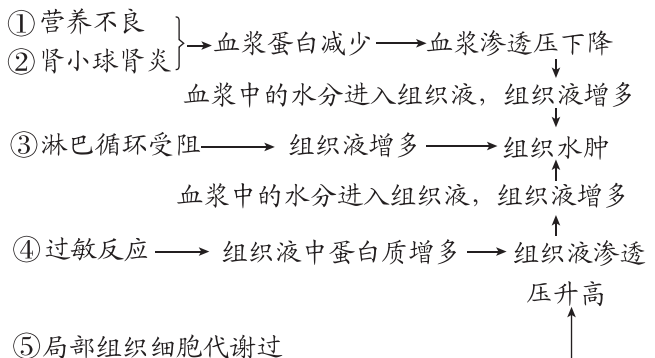 ①营养不良
②肾小球肾炎
血浆蛋白减少
血浆渗透压下降
血浆中的水分进入组织液，组织液增多
③淋巴循环受阻
组织液增多
组织水肿
血浆中的水分进入组织液，组织液增多
④过敏反应
组织液中蛋白质增多
组织液渗透
压升高
⑤局部组织细胞代谢过